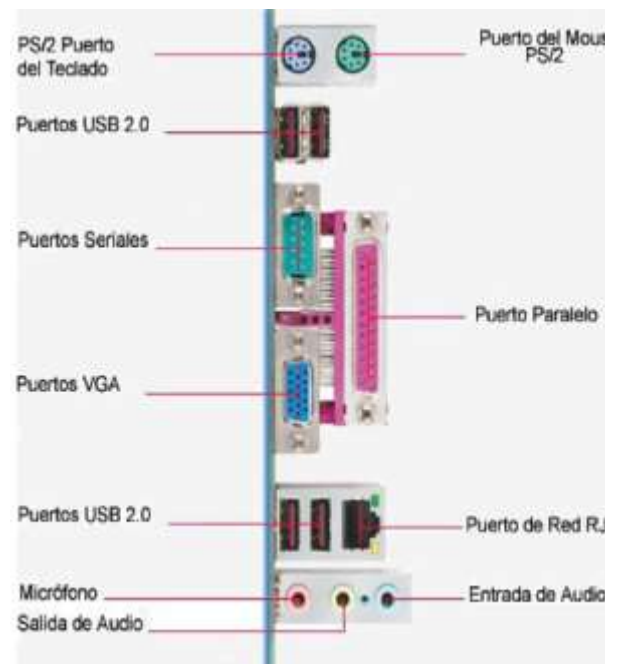 PS/2 Puerto
del Teclado
Puerto del Mous
PS/2
Puertos USB 2.0
Puertos Seriales
Puerto Paralelo
Puertos VGA
Puertos USB 2.0
Puerto de Red RJ
Micrófono
Entrada de Audio
Salida de Audio